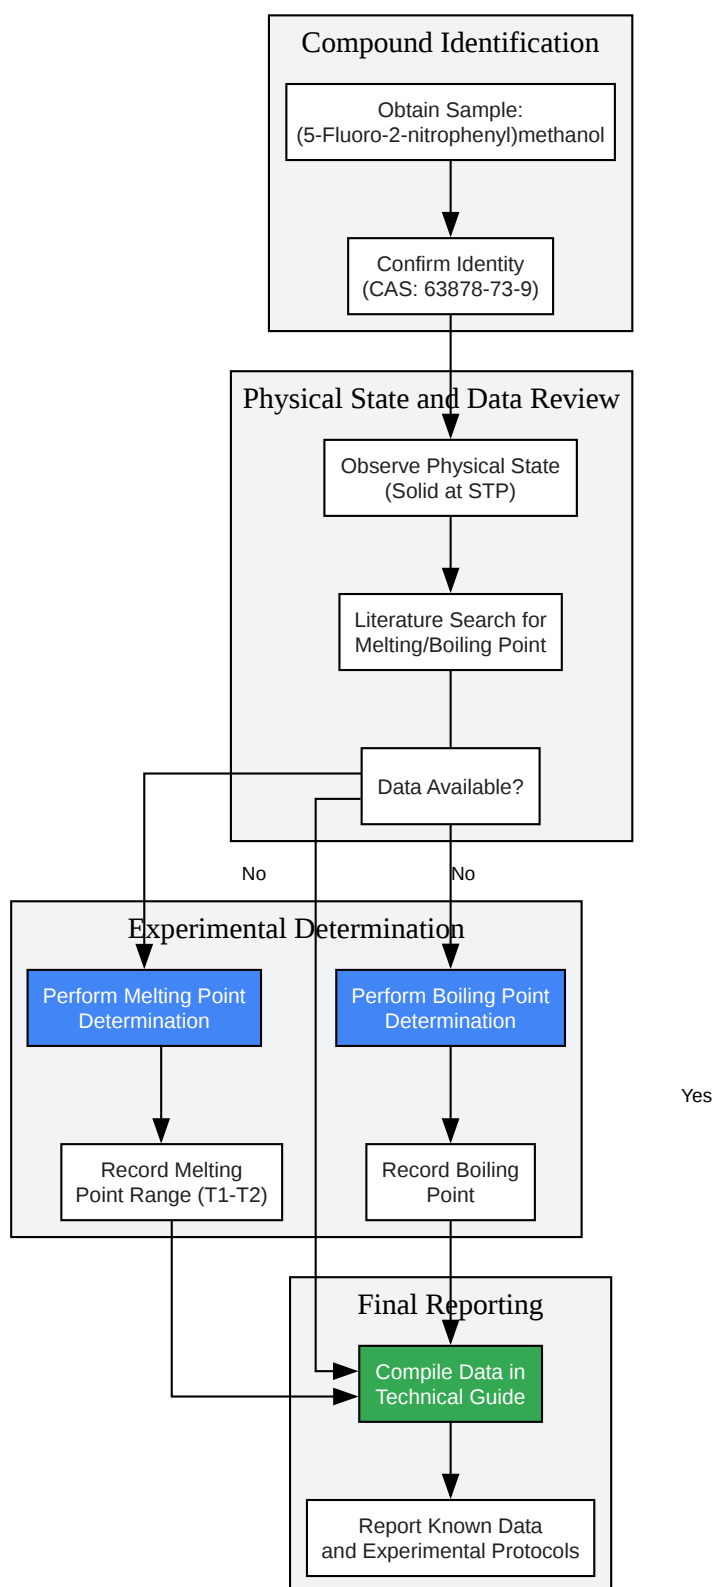 Compound Identification
Obtain Sample:
(5-Fluoro-2-nitrophenyl)methanol
Confirm Identity
(CAS: 63878-73-9)
Physical State and Data Review
Observe Physical State
(Solid at STP)
Literature Search for
Melting/Boiling Point
Data Available?
No
No
Experimental Determination
Perform Melting Point
Determination
Perform Boiling Point
Determination
Yes
Record Melting
Point Range (T1-T2)
Record Boiling
Point
Final Reporting
Compile Data in
Technical Guide
Report Known Data
and Experimental Protocols